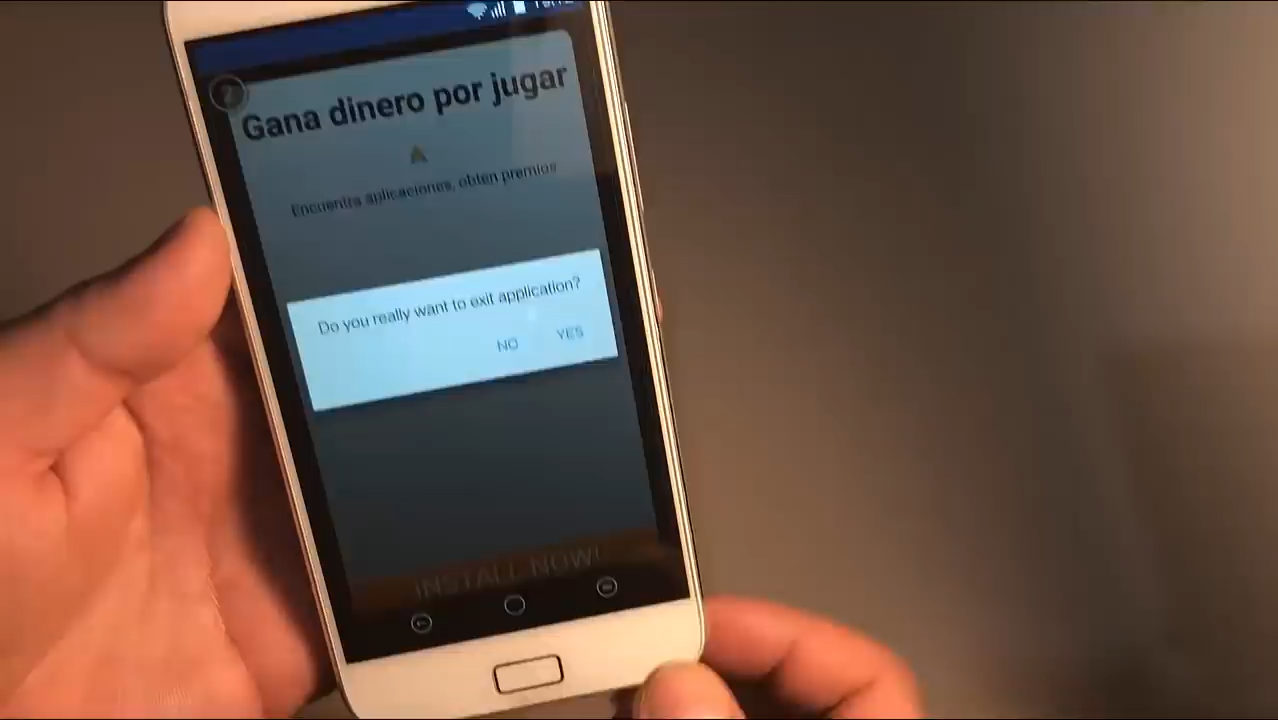 Gana dinero por jugar
Encuentra aplicaciones, obten premios
Do you really want to exit application?
NO
YES
INSTALL NOW!